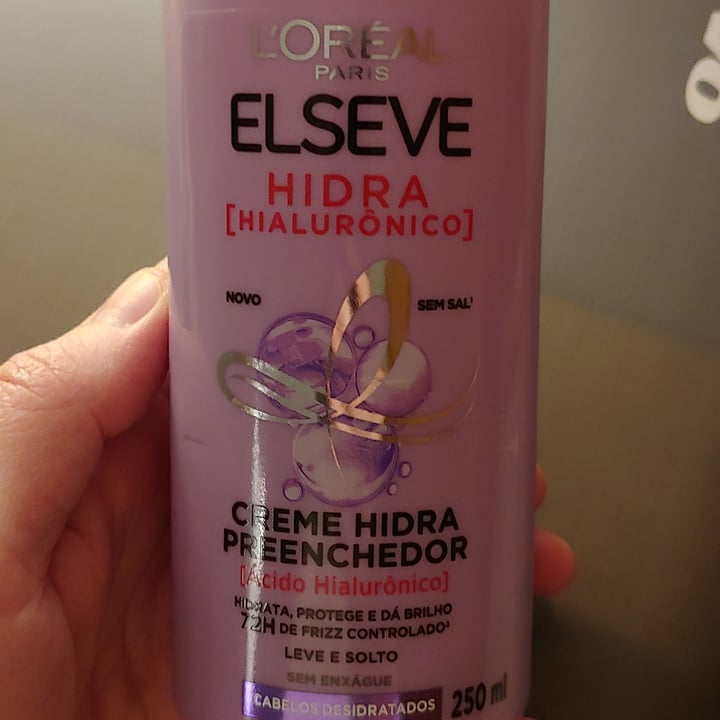 L'ORÉAL
PARIS
ELSEVE
HIDRA
[HIALURÔNICO]
NOVO
SEM SAL¹
CREME HIDRA
PREENCHEDOR
[Ácido Hialurônico]
HIDRATA, PROTEGE E DÁ BRILHO
72H DE FRIZZ CONTROLADO²
LEVE E SOLTO
SEM ENXÁGUE
CABELOS DESIDRATADOS
250 ml